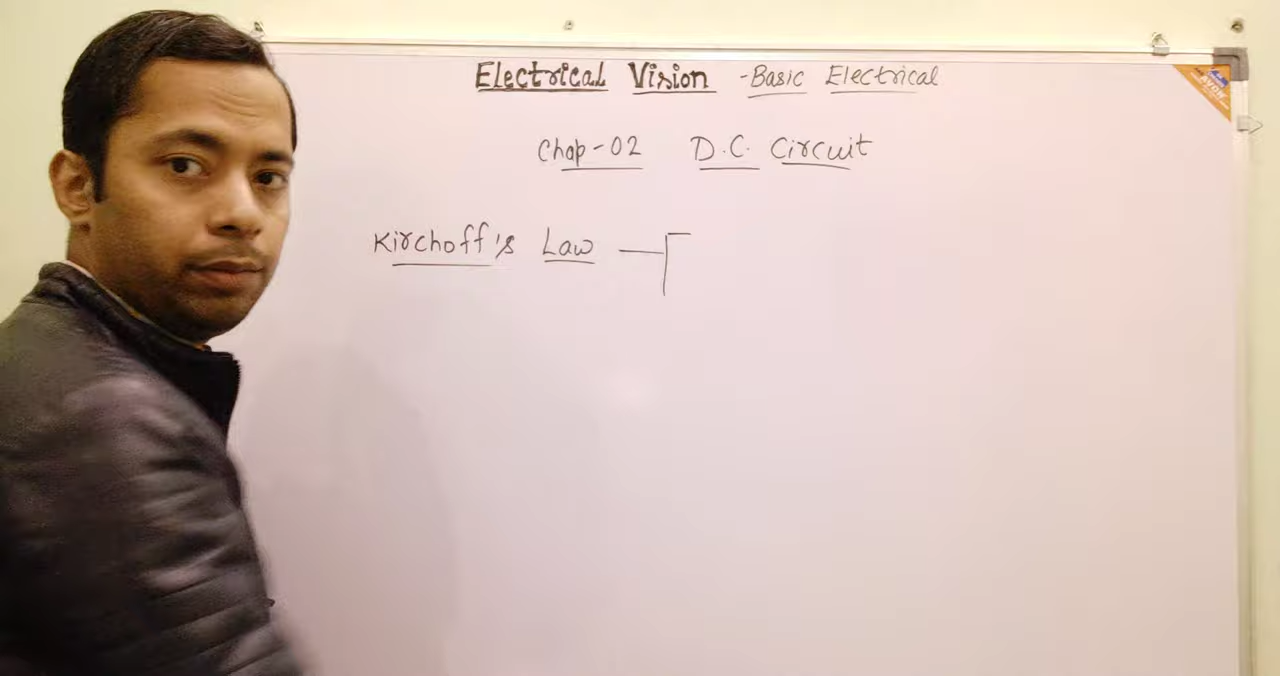 Electrical Vision - Basic Electrical
Chap-02 D.C. Circuit
Kirchoff's Law